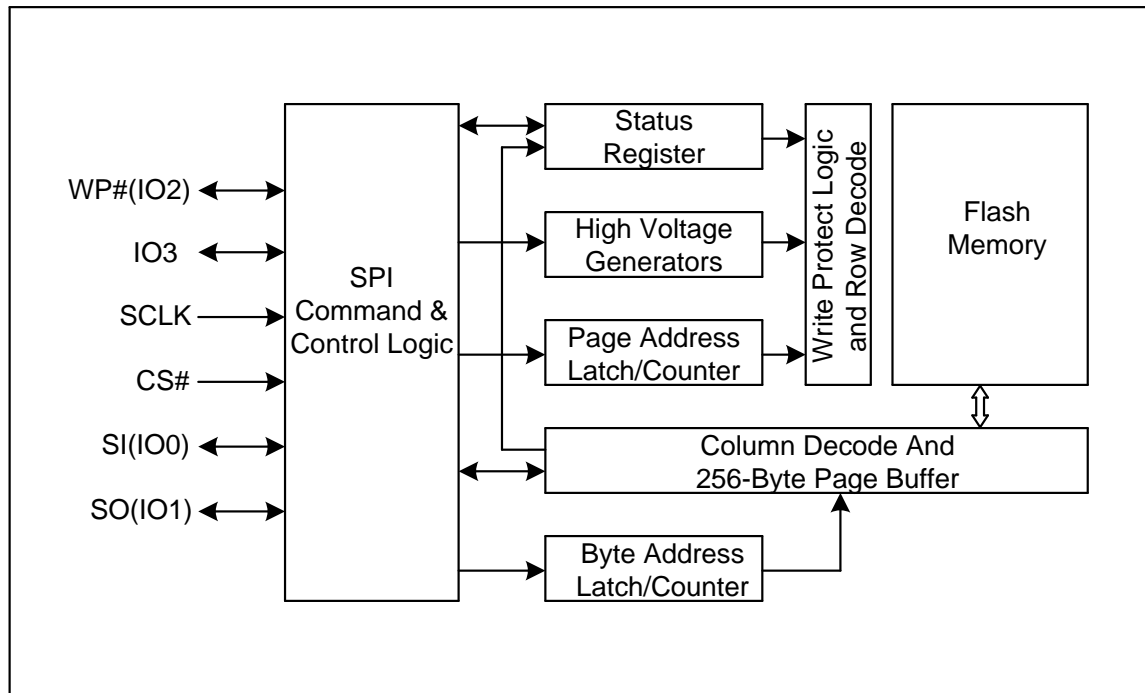 WP#(IO2)
IO3
SCLK
CS#
SI(IO0)
SO(IO1)
SPI
Command &
Control Logic
Status
Register
High Voltage
Generators
Page Address
Latch/Counter
Write Protect Logic
and Row Decode
Flash
Memory
Column Decode And
256-Byte Page Buffer
Byte Address
Latch/Counter